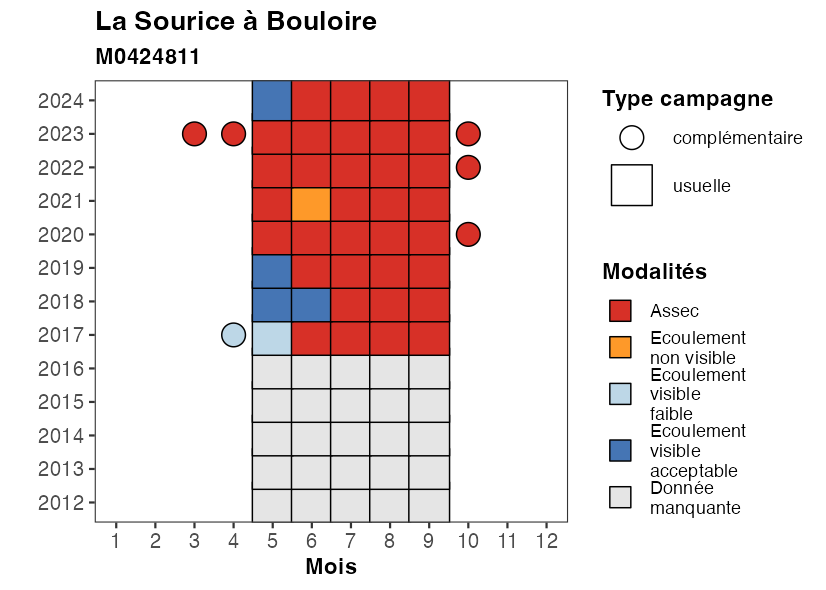 La Sourice à Bouloire
M0424811
2024
2023
2022
2021
2020
2019
2018
2017
2016
2015
2014
2013
2012
1 2 3 4 5 6 7 8 9 10 11 12
Mois
Type campagne
complémentaire
usuelle
Modalités
Assec
Ecoulement
non visible
Ecoulement
visible
faible
Ecoulement
visible
acceptable
Donnée
manquante